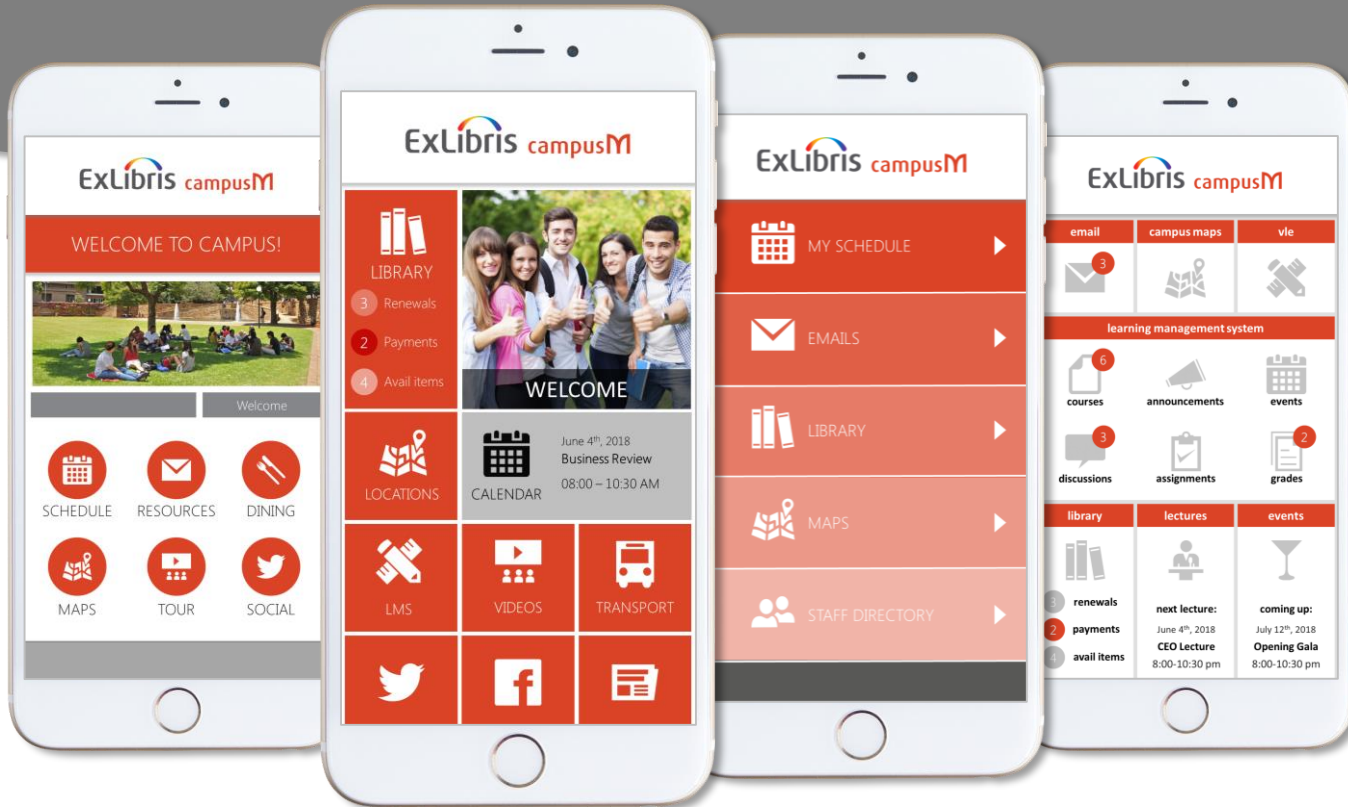 ExLibris campusM
WELCOME TO CAMPUS!
Welcome
SCHEDULE
RESOURCES
DINING
MAPS
TOUR
SOCIAL
ExLibris campusM
LIBRARY
3 Renewals
2 Payments
4 Avail items
WELCOME
LOCATIONS
CALENDAR
June 4th, 2018
Business Review
08:00 – 10:30 AM
LMS
VIDEOS
TRANSPORT
ExLibris campusM
MY SCHEDULE
EMAILS
LIBRARY
MAPS
STAFF DIRECTORY
ExLibris campusM
email
campus maps
vle
3
learning management system
6
courses
announcements
events
3
discussions
assignments
2
grades
library
lectures
events
3 renewals
2 payments
4 avail items
next lecture:
June 4th, 2018
CEO Lecture
8:00-10:30 pm
coming up:
July 12th, 2018
Opening Gala
8:00-10:30 pm